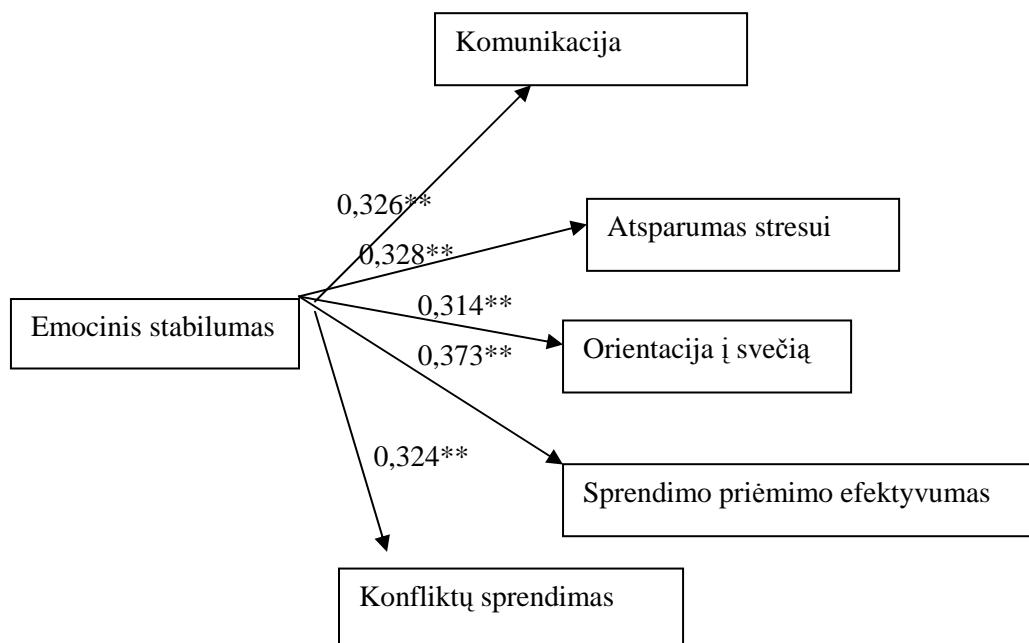 Komunikacija
0,326**
Atsparumas stresui
0,328**
Emocinis stabilumas
0,314**
Orientacija į svečią
0,373**
Sprendimo priėmimo efektyvumas
0,324**
Konfliktų sprendimas